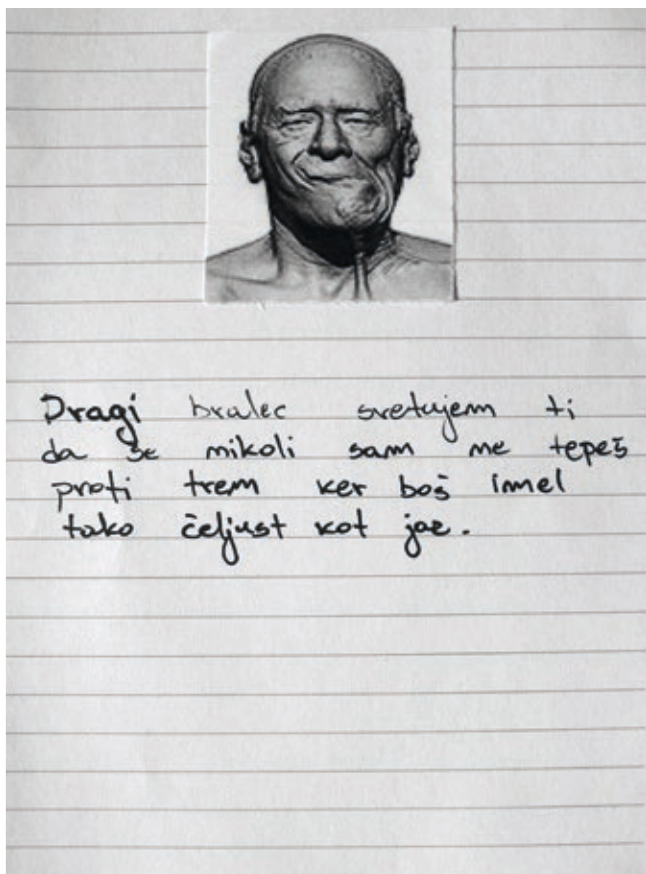 Dragi bralec svetujem ti
da se nikoli sam ne tepeš
proti trem ker boš imel
tako čeljust kot jaz.